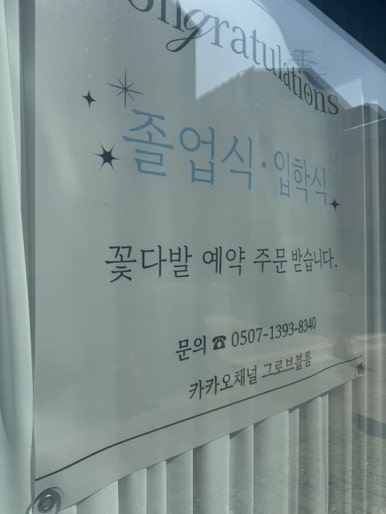 Congratulations
졸업식·입학식
꽃다발 예약 주문 받습니다.
문의 ☎ 0507-1393-8340
카카오채널 그로브블룸